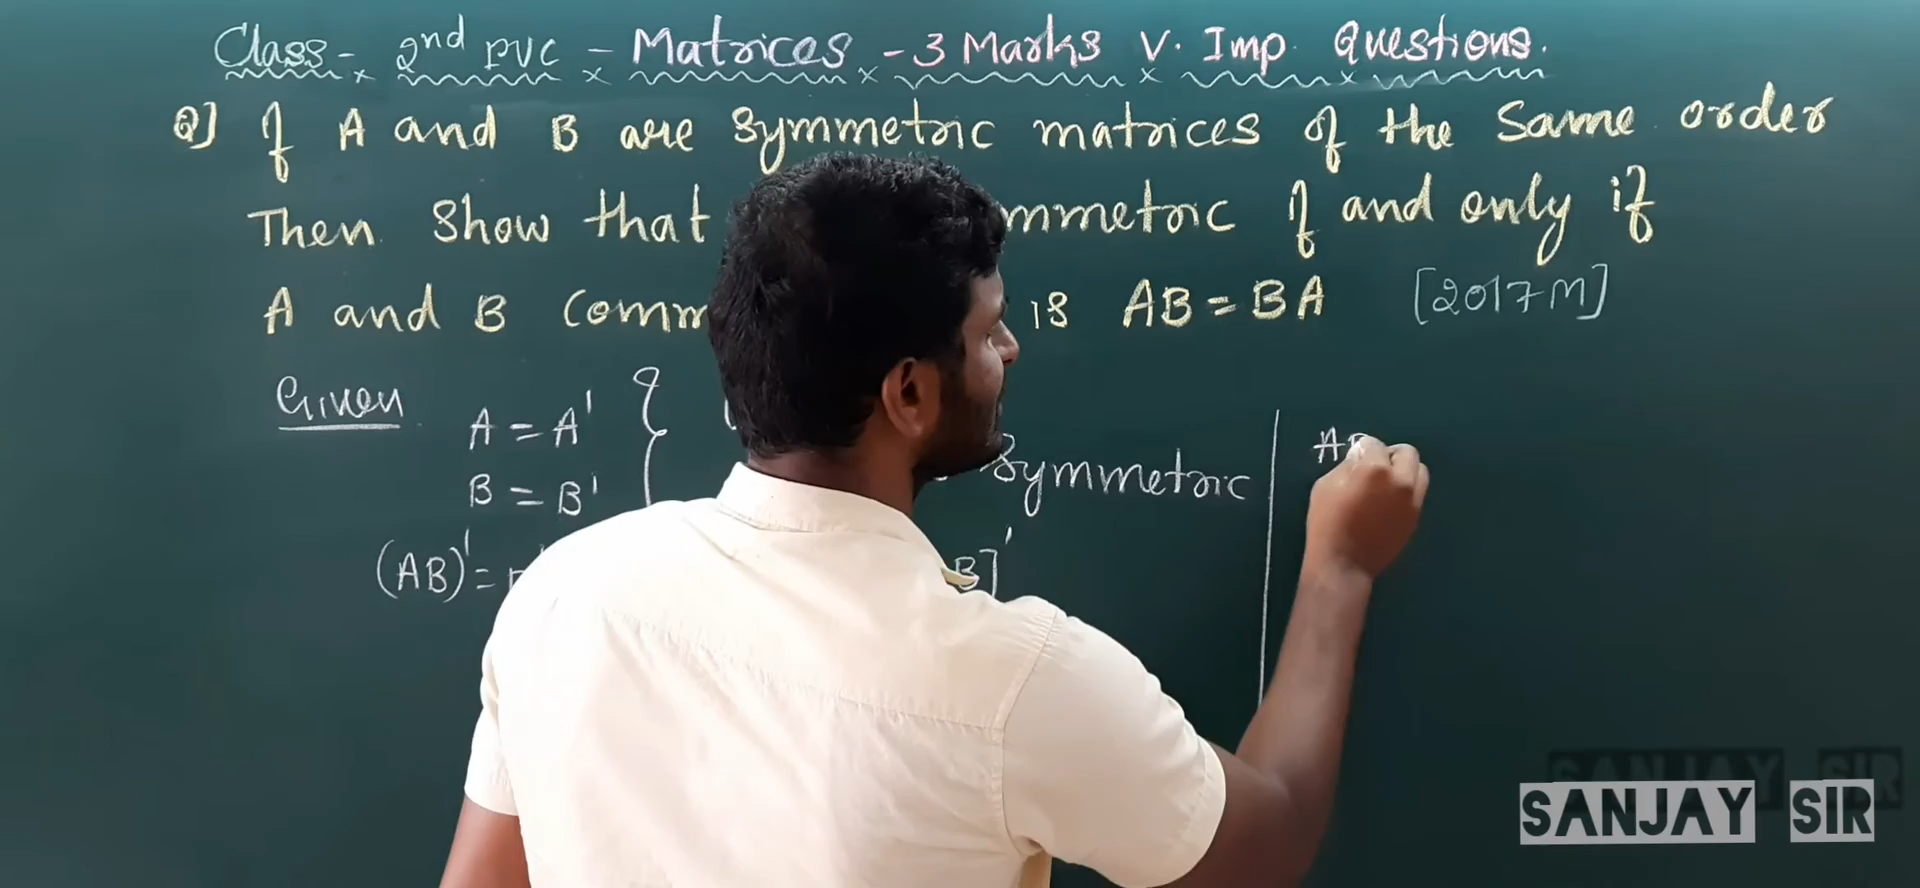 Class - 2nd PUC - Matrices - 3 Marks V. Imp. Questions.
Q] If A and B are symmetric matrices of the same order
Then show that mmetric if and only if
A and B comm is AB = BA [2017M]
Given A = A' {
Symmetric
B = B'
(AB)' = B]'
A
SANJAY SIR